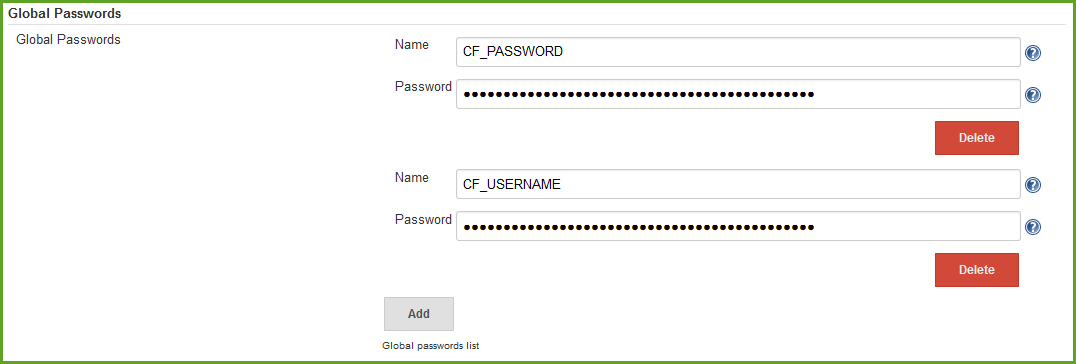 Global Passwords
Global Passwords
Name
CF_PASSWORD
?
Password
••••••••••••••••••••••••••••••••••••••••••••
?
Delete
Name
CF_USERNAME
?
Password
••••••••••••••••••••••••••••••••••••••••••••
?
Delete
Add
Global passwords list